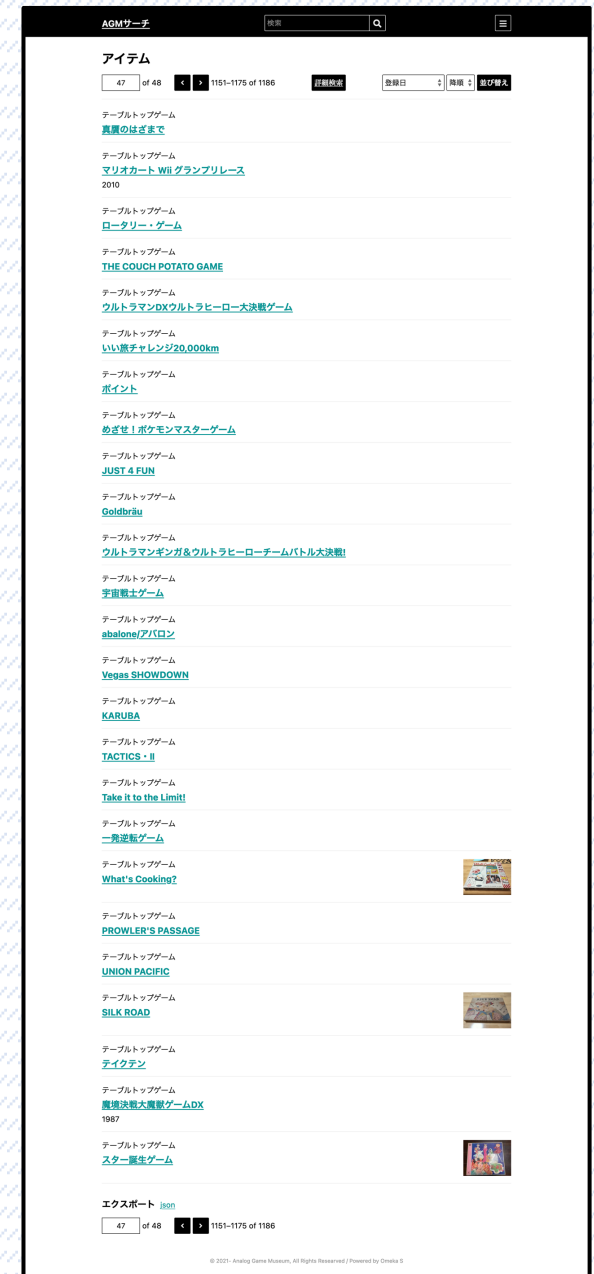 AGMサーチ
検索
アイテム
47 of 48 1151–1175 of 1186 詳細検索 登録日 降順 並び替え
テーブルトップゲーム
真贋のはざまで
テーブルトップゲーム
マリオカート Wii グランプリレース
2010
テーブルトップゲーム
ロータリー・ゲーム
テーブルトップゲーム
THE COUCH POTATO GAME
テーブルトップゲーム
ウルトラマンDXウルトラヒーロー大決戦ゲーム
テーブルトップゲーム
いい旅チャレンジ20,000km
テーブルトップゲーム
ポイント
テーブルトップゲーム
めざせ！ポケモンマスターゲーム
テーブルトップゲーム
JUST 4 FUN
テーブルトップゲーム
Goldbräu
テーブルトップゲーム
ウルトラマンギンガ＆ウルトラヒーローチームバトル大決戦!
テーブルトップゲーム
宇宙戦士ゲーム
テーブルトップゲーム
abalone/アバロン
テーブルトップゲーム
Vegas SHOWDOWN
テーブルトップゲーム
KARUBA
テーブルトップゲーム
TACTICS・II
テーブルトップゲーム
Take it to the Limit!
テーブルトップゲーム
一発逆転ゲーム
テーブルトップゲーム
What's Cooking?
テーブルトップゲーム
PROWLER'S PASSAGE
テーブルトップゲーム
UNION PACIFIC
テーブルトップゲーム
SILK ROAD
テーブルトップゲーム
テイクテン
テーブルトップゲーム
魔境決戦大魔獣ゲームDX
1987
テーブルトップゲーム
スター誕生ゲーム
エクスポート json
47 of 48 1151–1175 of 1186
© 2021- Analog Game Museum, All Rights Researved / Powered by Omeka S